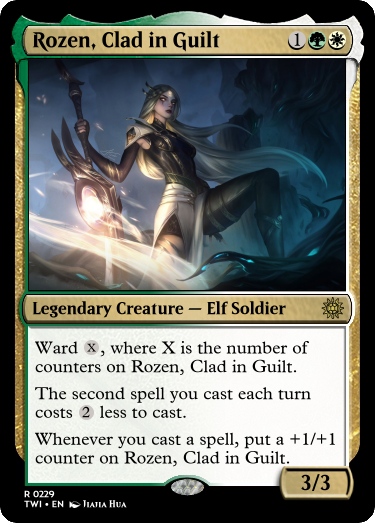 Rozen, Clad in Guilt 1
Legendary Creature — Elf Soldier
Ward X, where X is the number of
counters on Rozen, Clad in Guilt.
The second spell you cast each turn
costs 2 less to cast.
Whenever you cast a spell, put a +1/+1
counter on Rozen, Clad in Guilt.
3/3
R 0229
TWI • EN Jiajia Hua